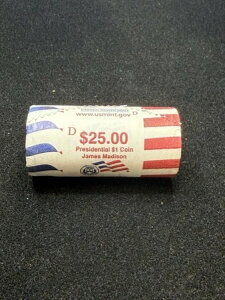 www.usmint.gov D
D $25.00
Presidential $1 Coin
James Madison